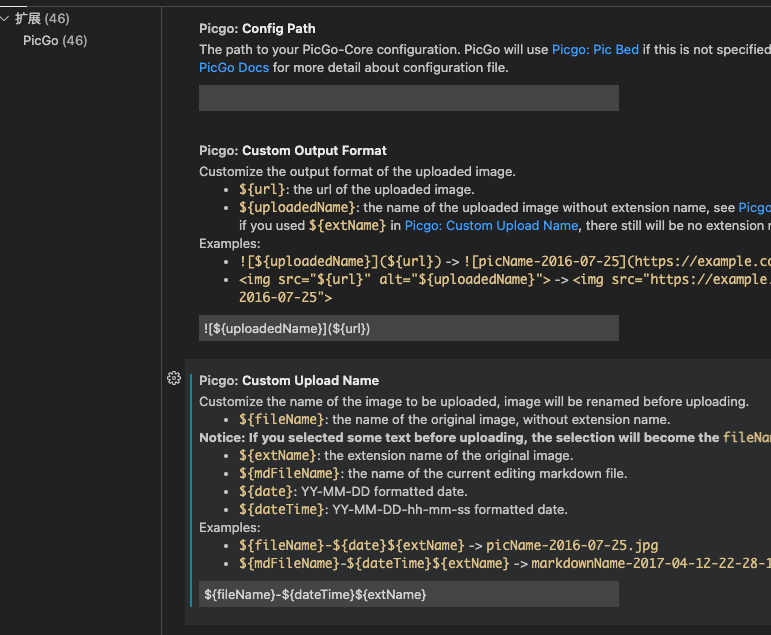 扩展 (46)
PicGo (46)
Picgo: Config Path
The path to your PicGo-Core configuration. PicGo will use Picgo: Pic Bed if this is not specified
PicGo Docs for more detail about configuration file.
Picgo: Custom Output Format
Customize the output format of the uploaded image.
• ${url}: the url of the uploaded image.
• ${uploadedName}: the name of the uploaded image without extension name, see Picgo
if you used ${extName} in Picgo: Custom Upload Name, there still will be no extension
Examples:
• ![${uploadedName}](${url}) -> ![picName-2016-07-25](https://example.co
• <img src="${url}" alt="${uploadedName}"> -> <img src="https://example.
2016-07-25">
![${uploadedName}](${url})
Picgo: Custom Upload Name
Customize the name of the image to be uploaded, image will be renamed before uploading.
• ${fileName}: the name of the original image, without extension name.
Notice: If you selected some text before uploading, the selection will become the fileNa
• ${extName}: the extension name of the original image.
• ${mdFileName}: the name of the current editing markdown file.
• ${date}: YY-MM-DD formatted date.
• ${dateTime}: YY-MM-DD-hh-mm-ss formatted date.
Examples:
• ${fileName}-${date}${extName} -> picName-2016-07-25.jpg
• ${mdFileName}-${dateTime}${extName} -> markdownName-2017-04-12-22-28-1
${fileName}-${dateTime}${extName}